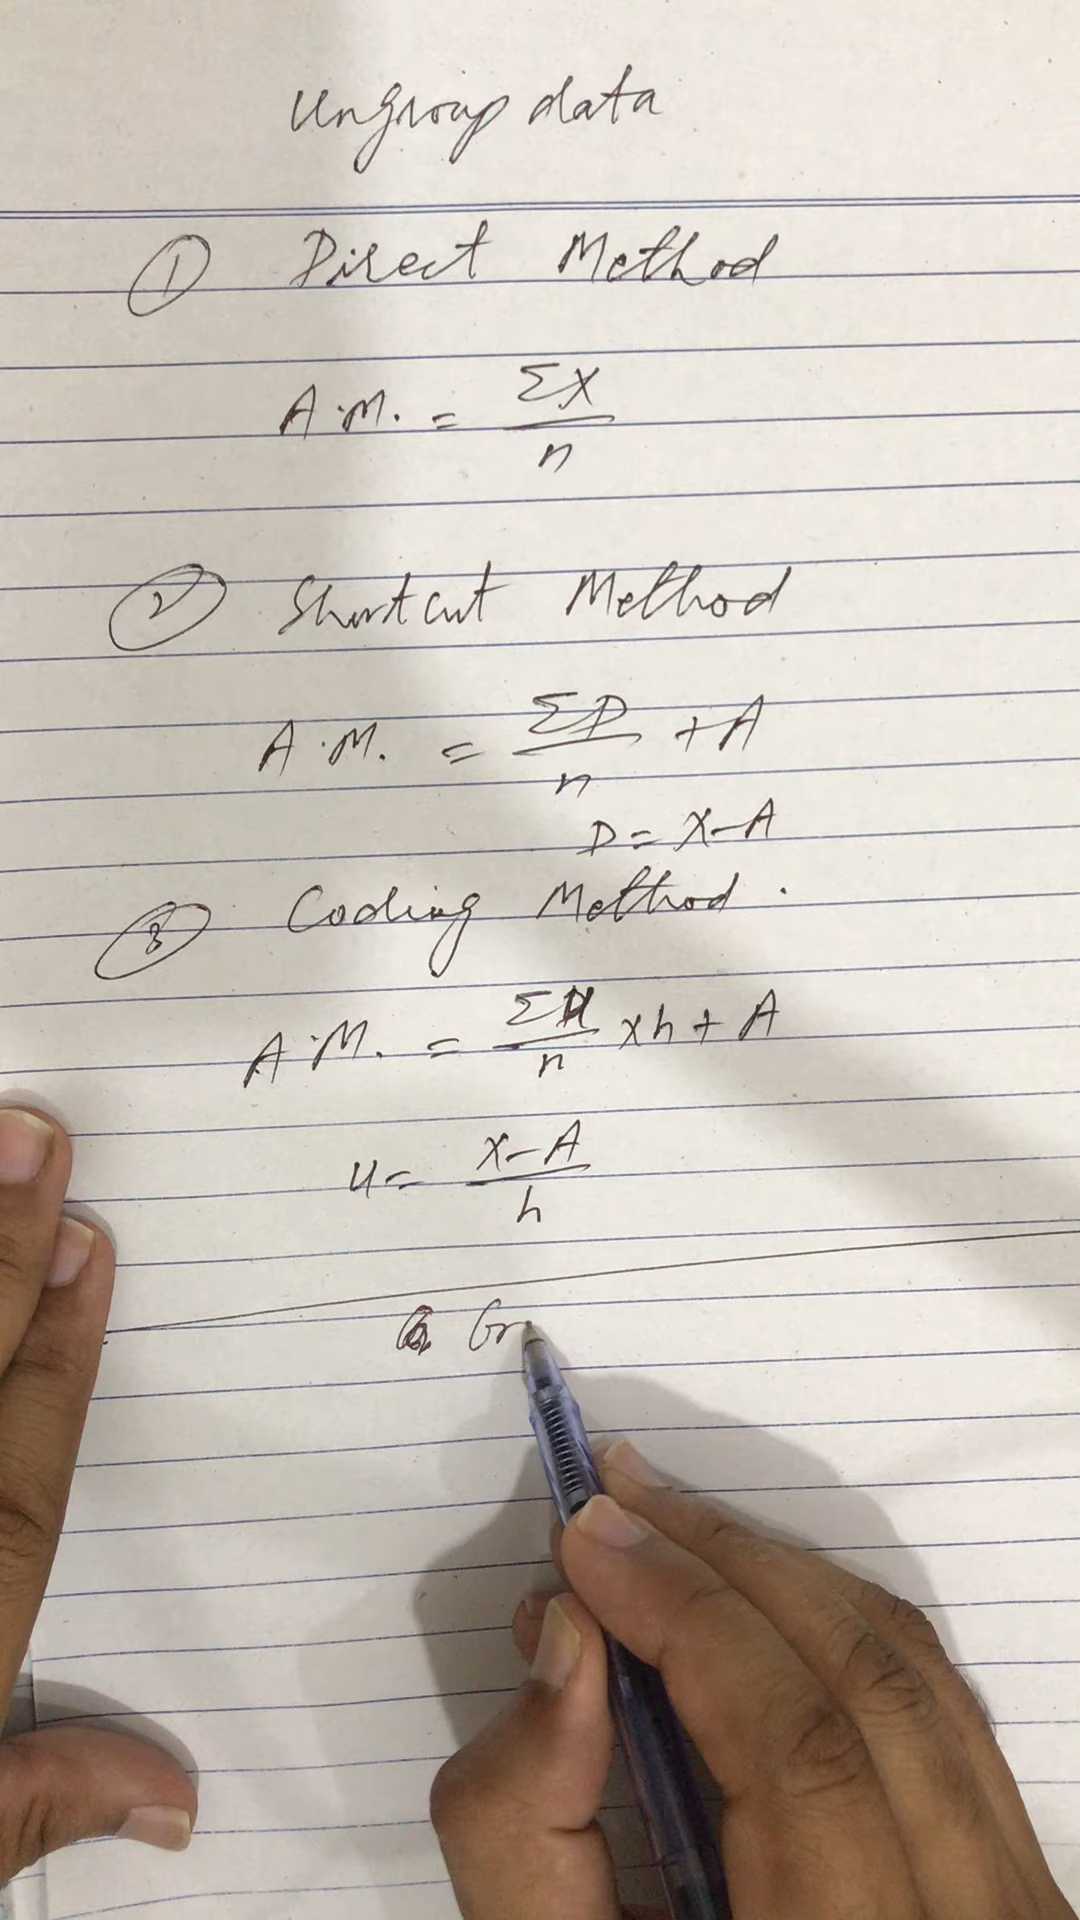 Ungroup data
① Direct Method
A.M. = ΣX / n
② Shortcut Method
A.M. = ΣD / n + A
D = X - A
③ Coding Method.
A.M. = ΣU / n × h + A
U = X - A / h
Gr